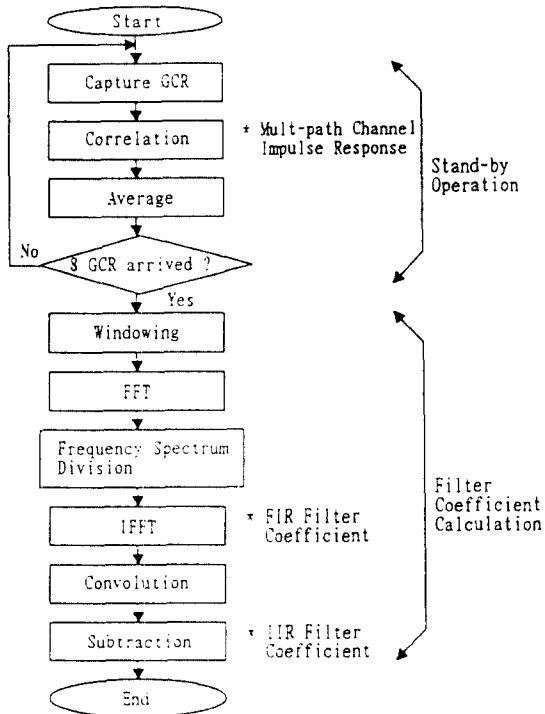 Start
Capture GCR
Correlation
* Mult-path Channel
Impulse Response
Stand-by
Operation
Average
No
8 GCR arrived ?
Yes
Windowing
FFT
Frequency Spectrum
Division
Filter
Coefficient
Calculation
IFFT
* FIR Filter
Coefficient
Convolution
Subtraction
* IIR Filter
Coefficient
End